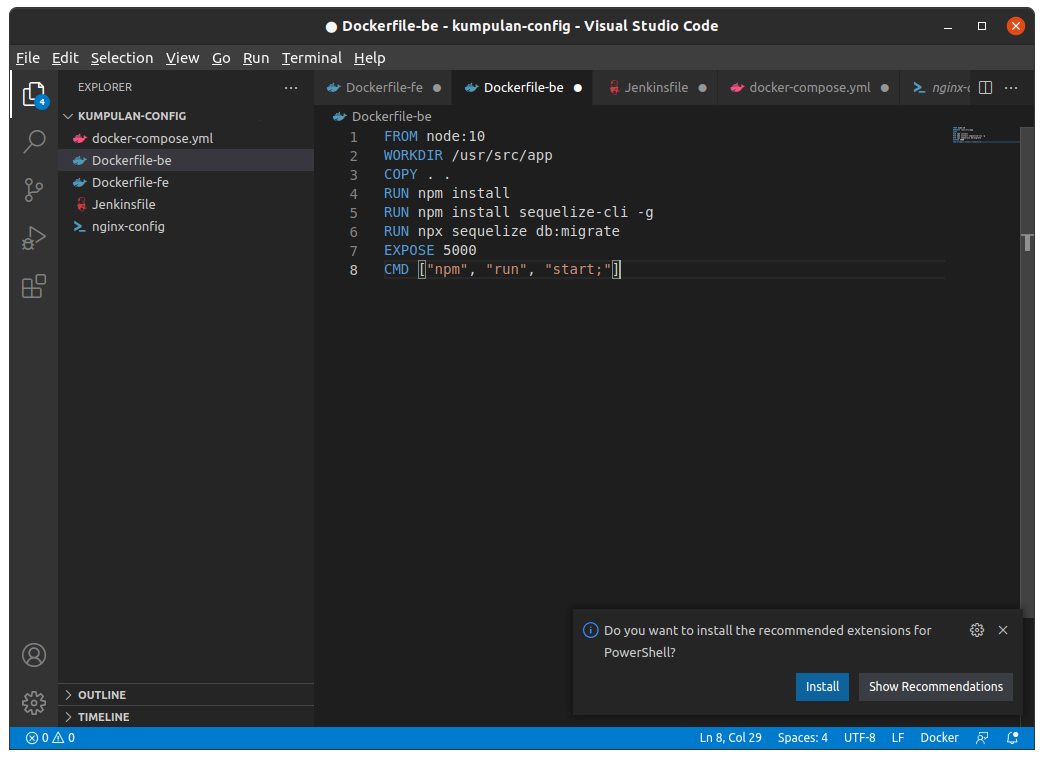 Dockerfile-be - kumpulan-config - Visual Studio Code
File Edit Selection View Go Run Terminal Help
EXPLORER
KUMPULAN-CONFIG
docker-compose.yml
Dockerfile-be
Dockerfile-fe
Jenkinsfile
nginx-config
OUTLINE
TIMELINE
4
Dockerfile-fe Dockerfile-be Jenkinsfile docker-compose.yml nginx-c
Dockerfile-be
1 FROM node:10
2 WORKDIR /usr/src/app
3 COPY . .
4 RUN npm install
5 RUN npm install sequelize-cli -g
6 RUN npx sequelize db:migrate
7 EXPOSE 5000
8 CMD ["npm", "run", "start;"]
Do you want to install the recommended extensions for
PowerShell?
Install Show Recommendations
0 0 Ln 8, Col 29 Spaces: 4 UTF-8 LF Docker